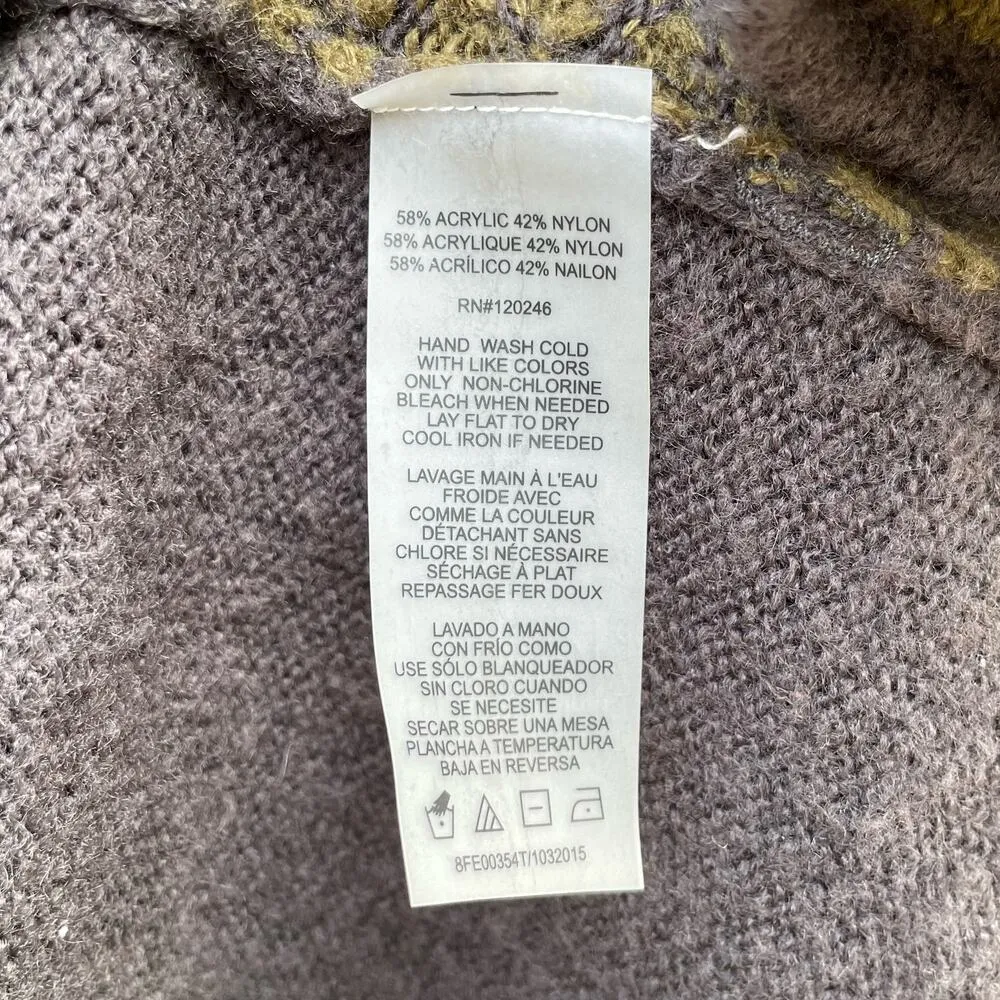 58% ACRYLIC 42% NYLON
58% ACRYLIQUE 42% NYLON
58% ACRÍLICO 42% NAILON
RN#120246
HAND WASH COLD
WITH LIKE COLORS
ONLY NON-CHLORINE
BLEACH WHEN NEEDED
LAY FLAT TO DRY
COOL IRON IF NEEDED
LAVAGE MAIN À L'EAU
FROIDE AVEC
COMME LA COULEUR
DÉTACHANT SANS
CHLORE SI NÉCESSAIRE
SÉCHAGE À PLAT
REPASSAGE FER DOUX
LAVADO A MANO
CON FRÍO COMO
USE SÓLO BLANQUEADOR
SIN CLORO CUANDO
SE NECESITE
SECAR SOBRE UNA MESA
PLANCHA A TEMPERATURA
BAJA EN REVERSA
8FE00354T/1032015